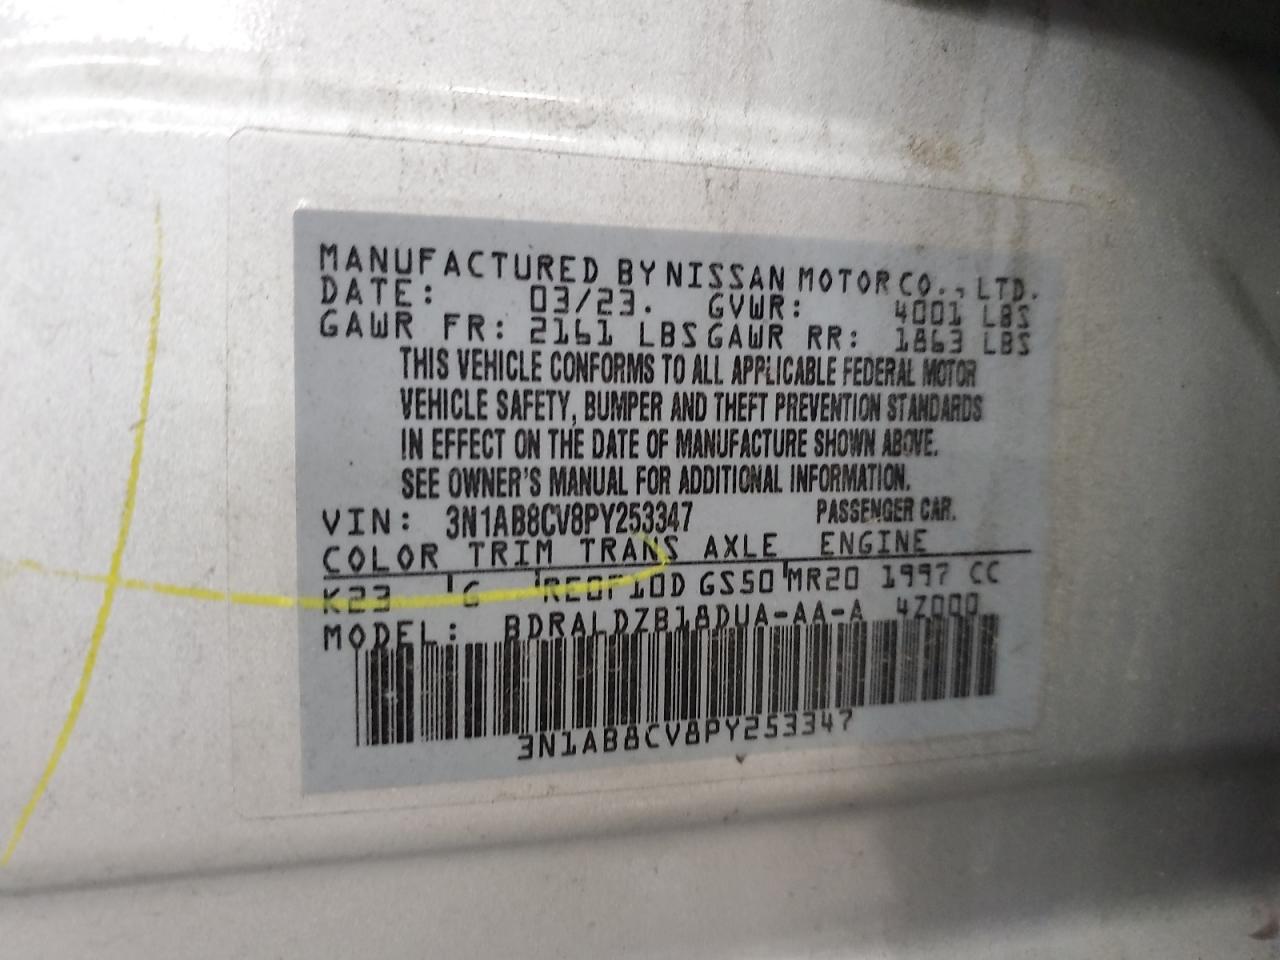 MANUFACTURED BY NISSAN MOTOR CO., LTD.
DATE: 03/23. GVWR: 4001 LBS
GAWR FR: 2161 LBS GAWR RR: 1863 LBS
THIS VEHICLE CONFORMS TO ALL APPLICABLE FEDERAL MOTOR
VEHICLE SAFETY, BUMPER AND THEFT PREVENTION STANDARDS
IN EFFECT ON THE DATE OF MANUFACTURE SHOWN ABOVE.
SEE OWNER'S MANUAL FOR ADDITIONAL INFORMATION.
VIN: 3N1AB8CV8PY253347 PASSENGER CAR.
COLOR TRIM TRANS AXLE ENGINE
K23 G RE0F10D GS50 MR20 1997 CC
MODEL: BDRALDZB18DUA-AA-A 4Z000
3N1AB8CV8PY253347